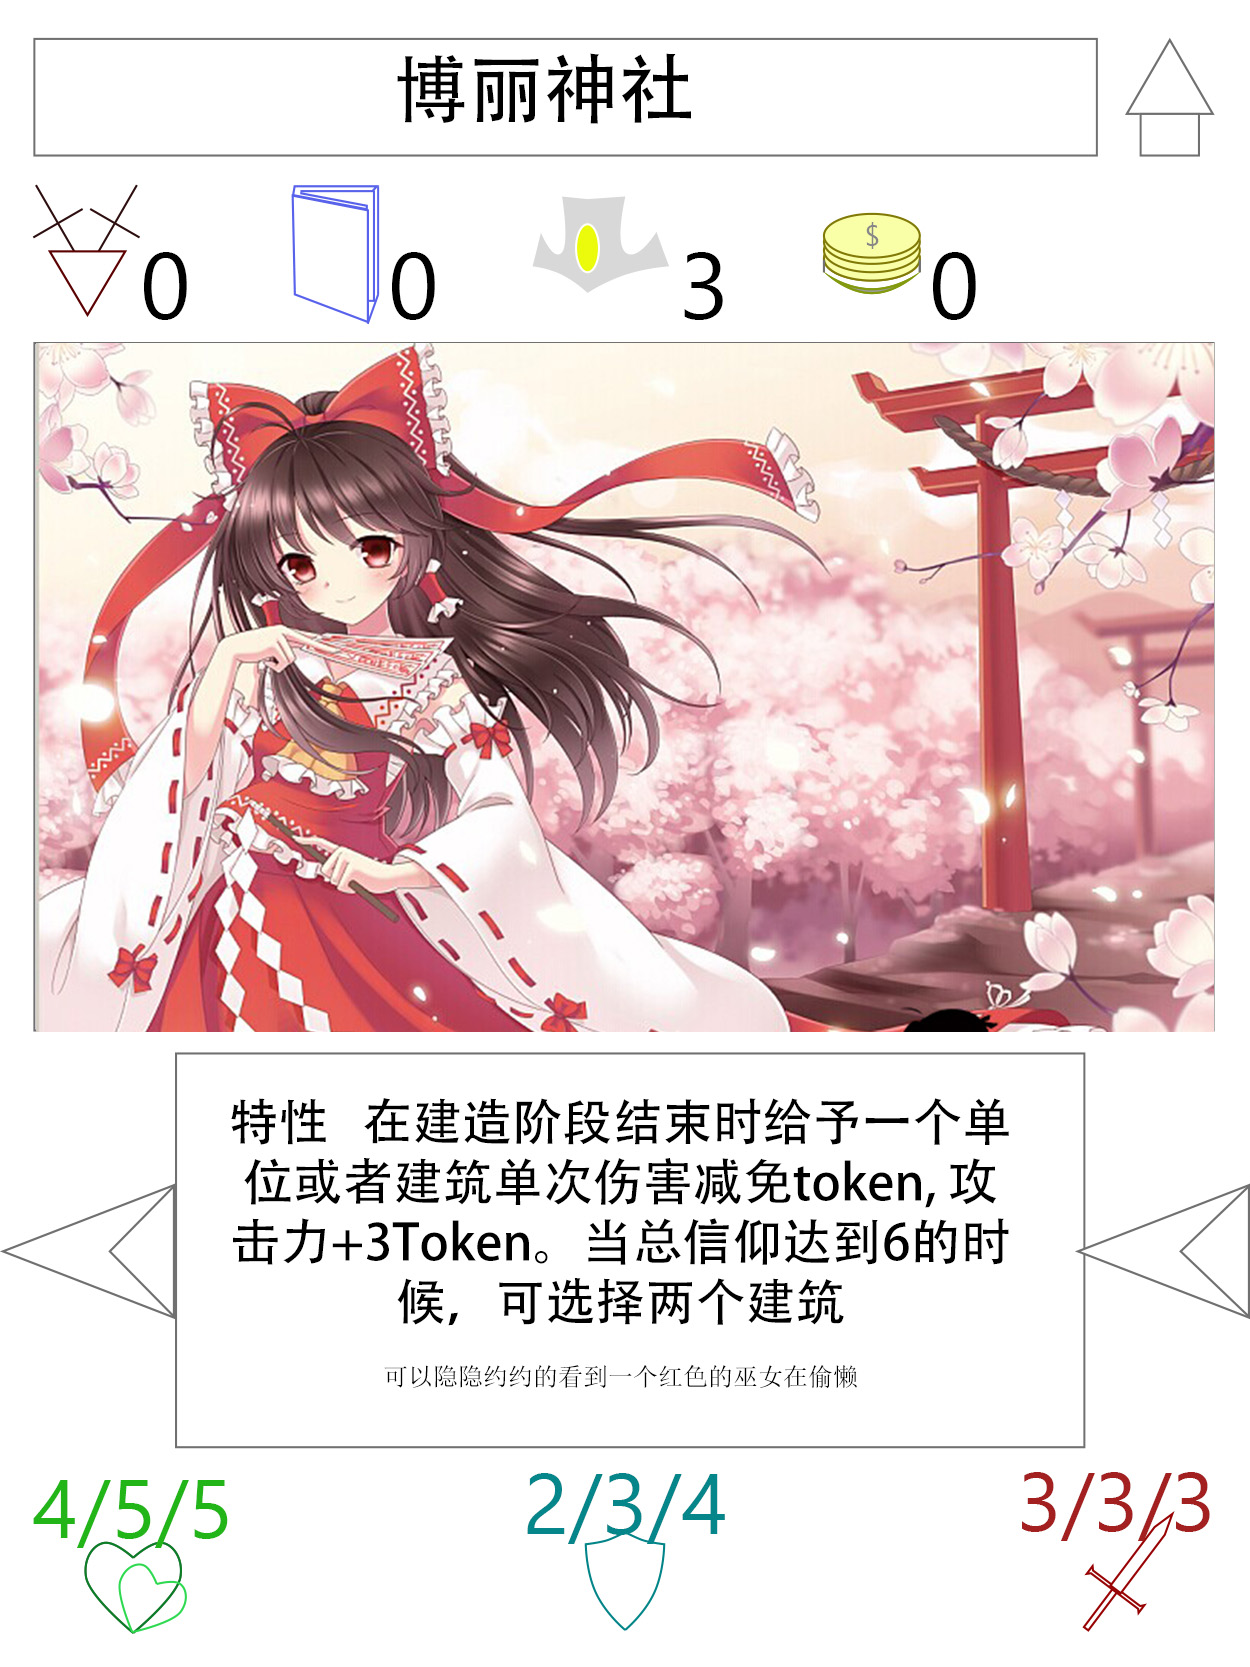 博丽神社
0 0 3 $ 0
特性 在建造阶段结束时给予一个单
位或者建筑单次伤害减免token, 攻
击力+3Token。当总信仰达到6的时
候，可选择两个建筑
可以隐隐约约的看到一个红色的巫女在偷懒
4/5/5 2/3/4 3/3/3